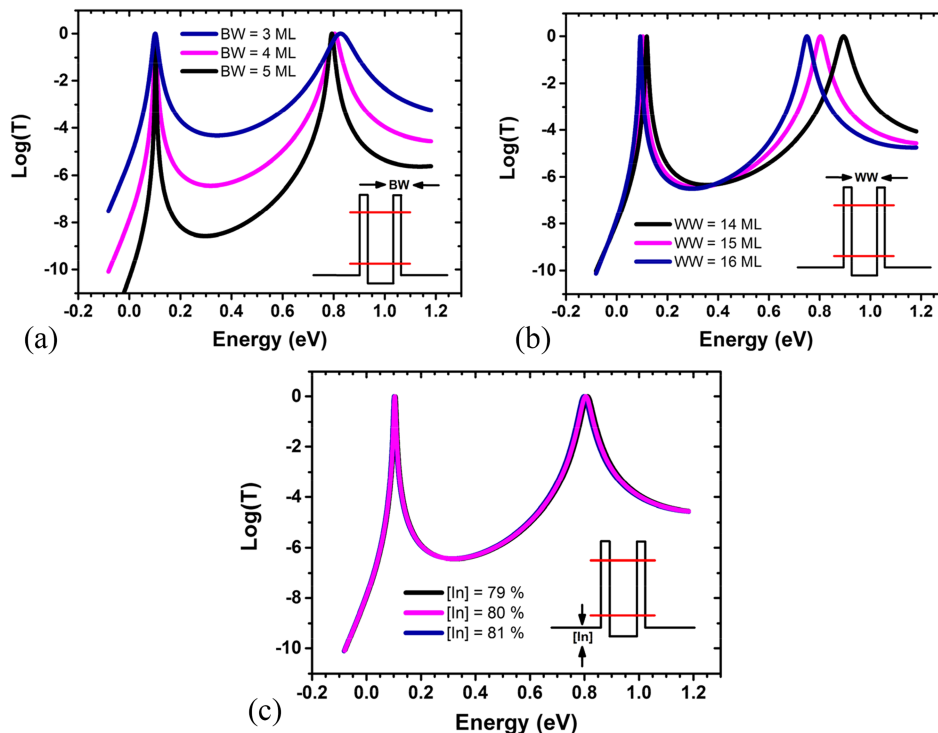 BW = 3 ML
BW = 4 ML
BW = 5 ML
BW
0
-2
-4
-6
-8
-10
Log(T)
-0.2 0.0 0.2 0.4 0.6 0.8 1.0 1.2
Energy (eV)
(a)
WW
WW = 14 ML
WW = 15 ML
WW = 16 ML
0
-2
-4
-6
-8
-10
Log(T)
-0.2 0.0 0.2 0.4 0.6 0.8 1.0 1.2
Energy (eV)
(b)
0
-2
-4
-6
-8
-10
Log(T)
[In] = 79 %
[In] = 80 %
[In] = 81 %
[In]
-0.2 0.0 0.2 0.4 0.6 0.8 1.0 1.2
Energy (eV)
(c)